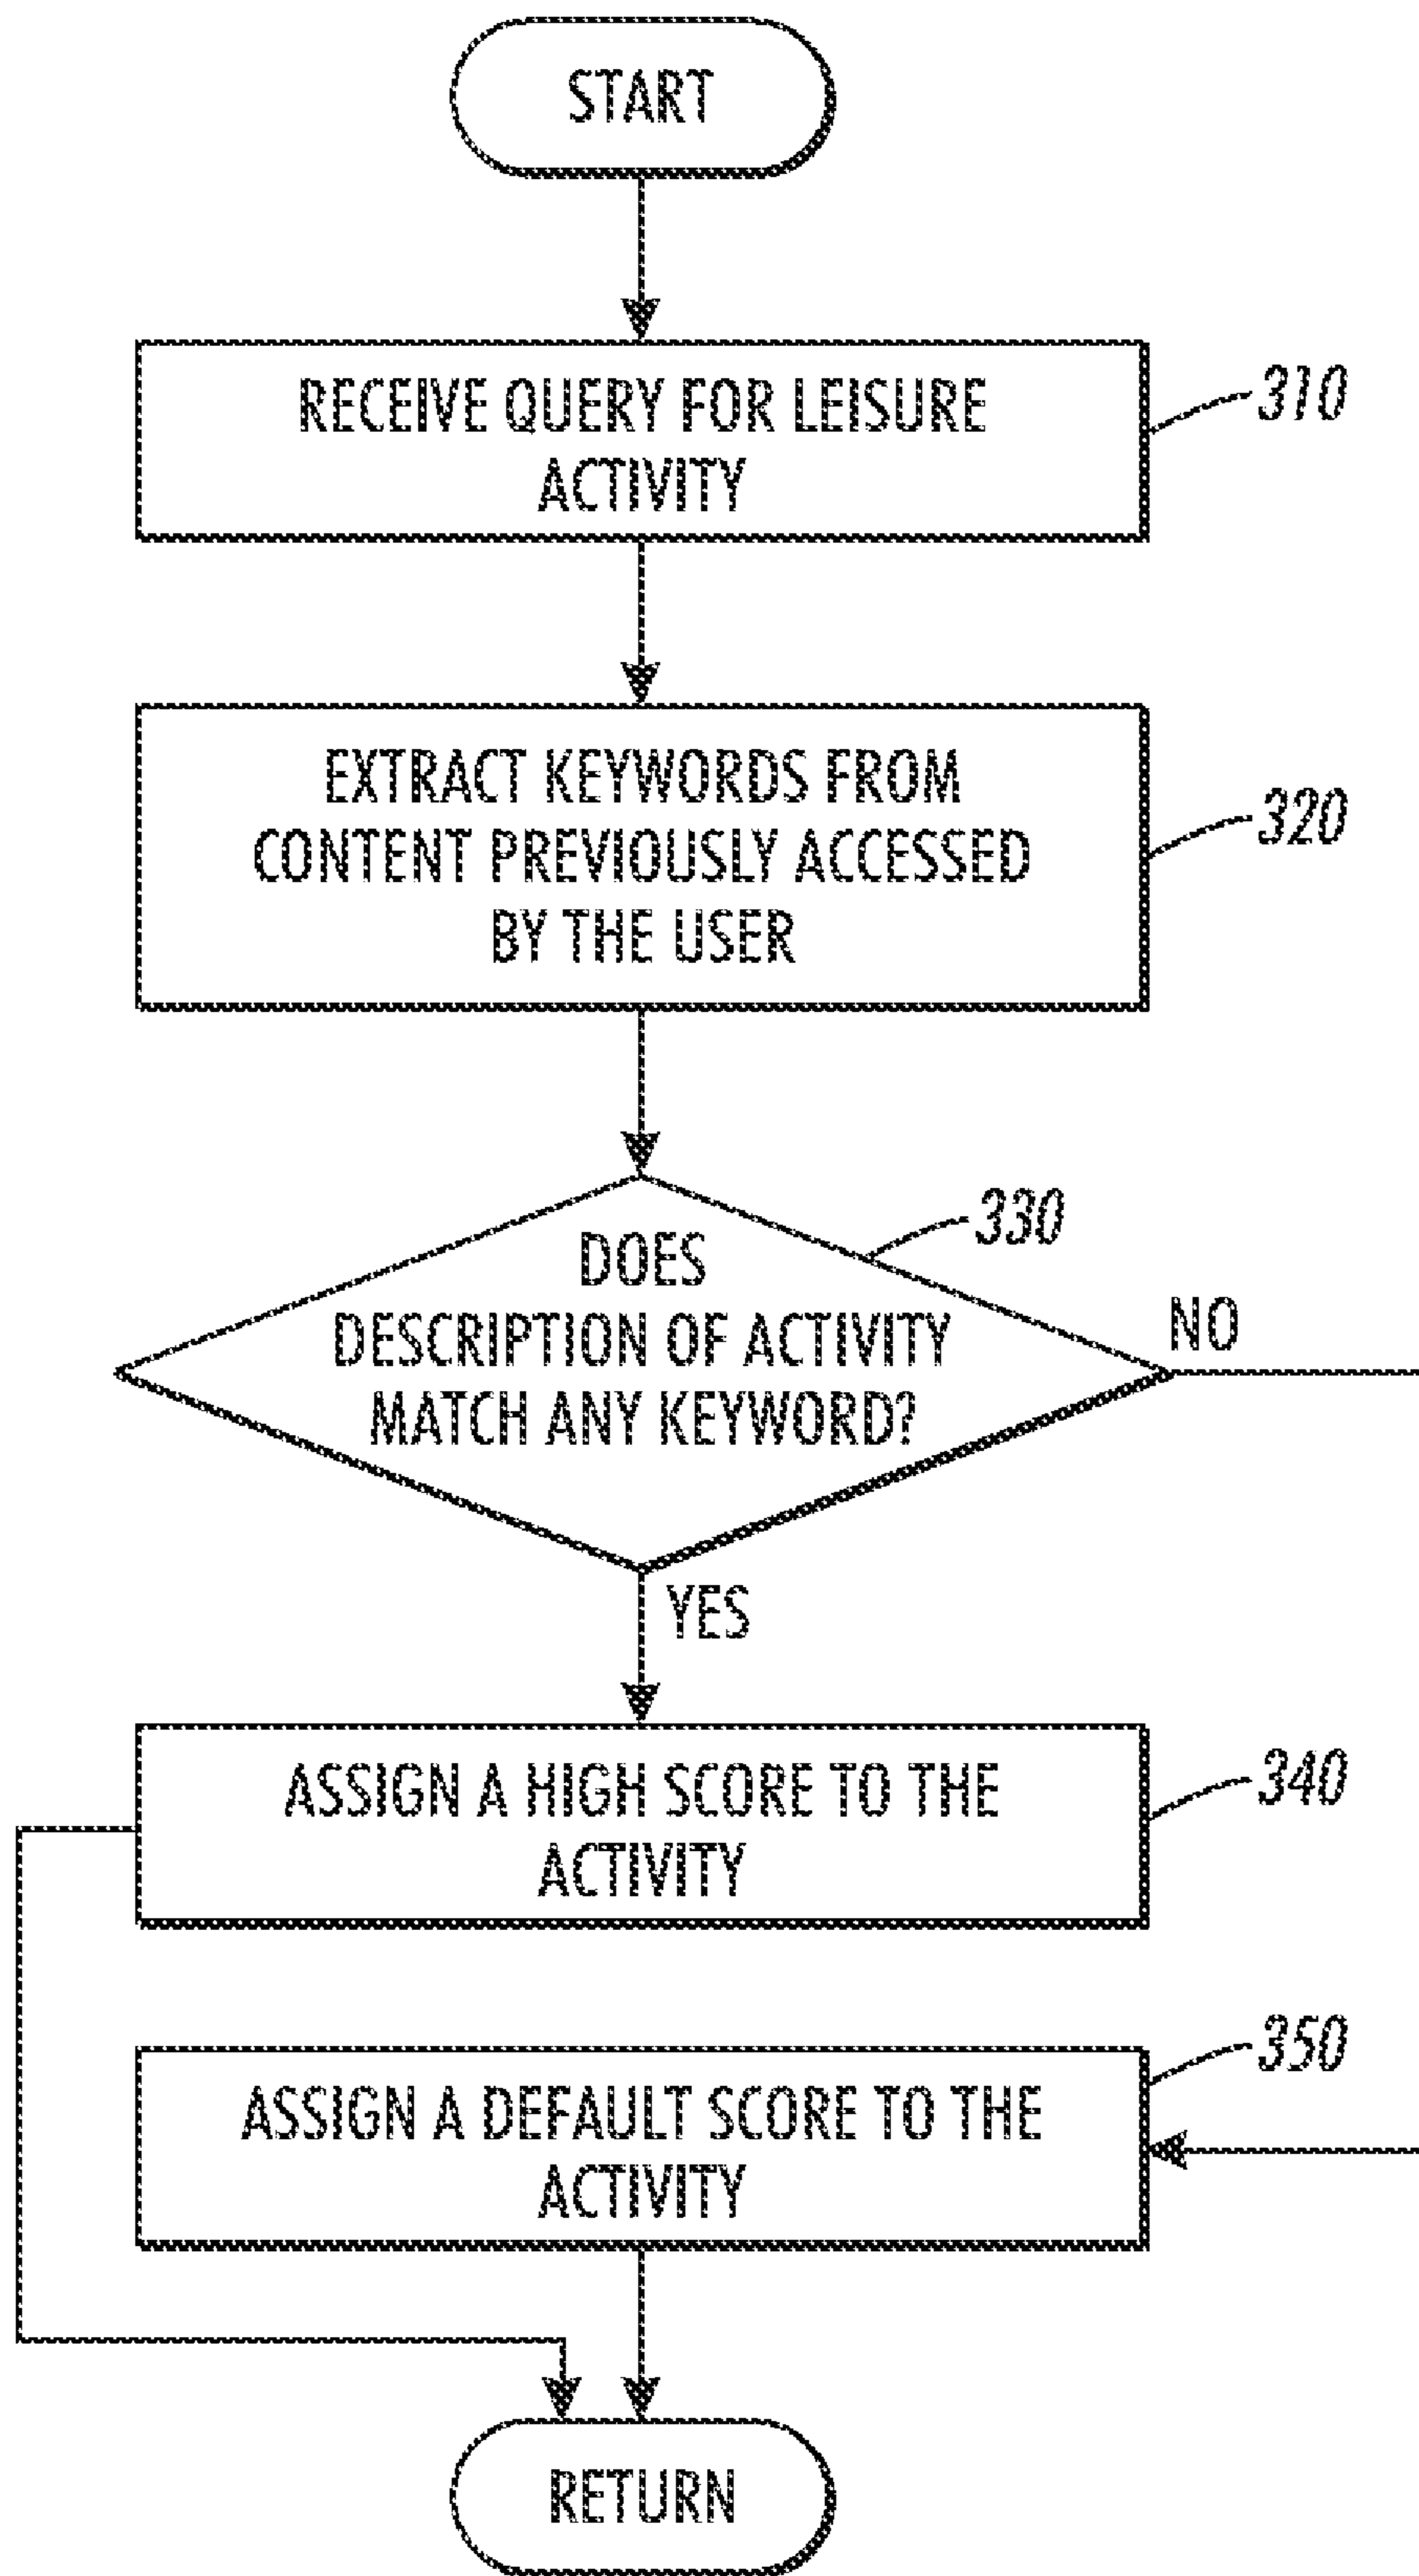 START
RECEIVE QUERY FOR LEISURE
ACTIVITY
310
EXTRACT KEYWORDS FROM
CONTENT PREVIOUSLY ACCESSED
BY THE USER
320
330
DOES
DESCRIPTION OF ACTIVITY
MATCH ANY KEYWORD?
NO
YES
ASSIGN A HIGH SCORE TO THE
ACTIVITY
340
350
ASSIGN A DEFAULT SCORE TO THE
ACTIVITY
RETURN